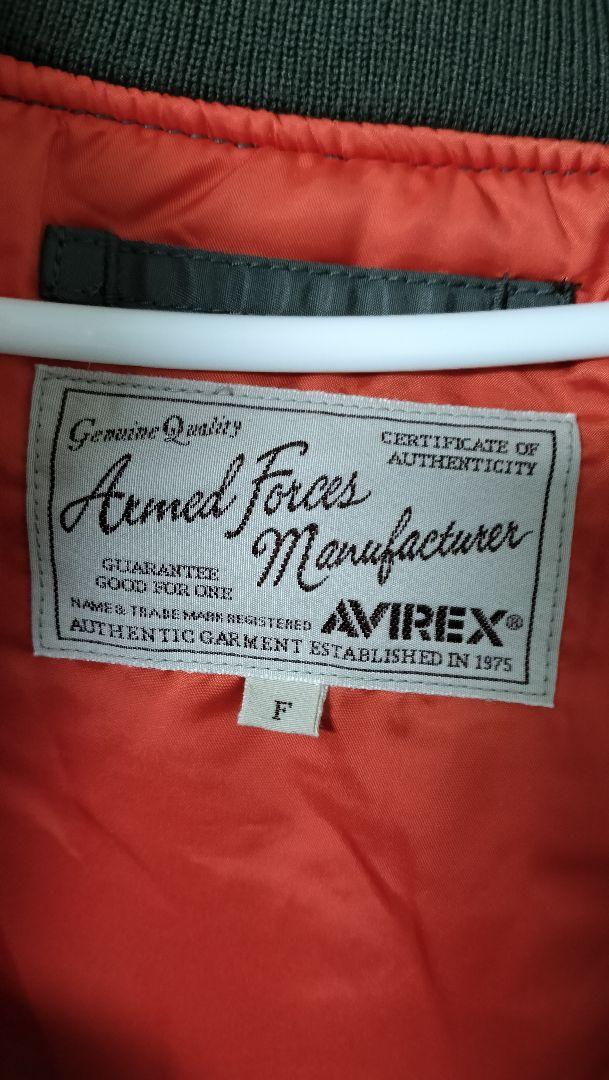 Genuine Quality
CERTIFICATE OF
AUTHENTICITY
Armed Forces
Manufacturer
GUARANTEE
GOOD FOR ONE
NAME & TRADE MARK REGISTERED
AVIREX®
AUTHENTIC GARMENT ESTABLISHED IN 1975
F